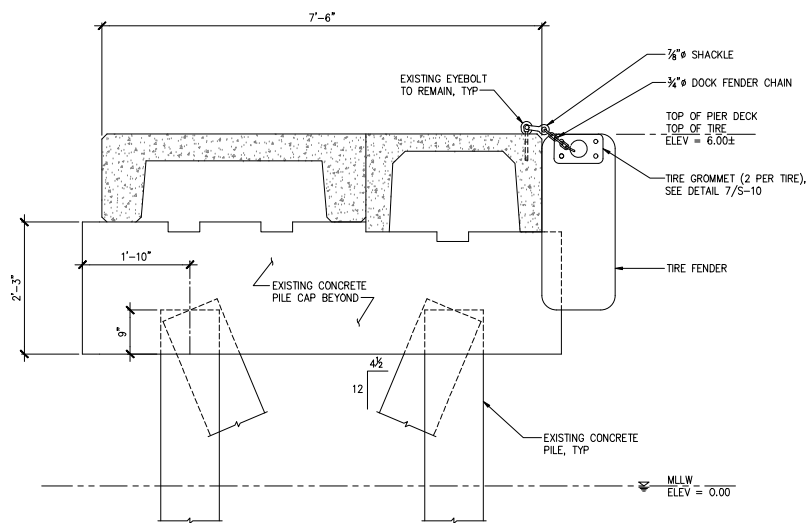 7'-6"
⅞"ø SHACKLE
EXISTING EYEBOLT
TO REMAIN, TYP
¾"ø DOCK FENDER CHAIN
TOP OF PIER DECK
TOP OF TIRE
ELEV = 6.00±
TIRE GROMMET (2 PER TIRE),
SEE DETAIL 7/S-10
1'-10"
TIRE FENDER
2'-3"
EXISTING CONCRETE
PILE CAP BEYOND
9"
4½
12
EXISTING CONCRETE
PILE, TYP
MLLW
ELEV = 0.00